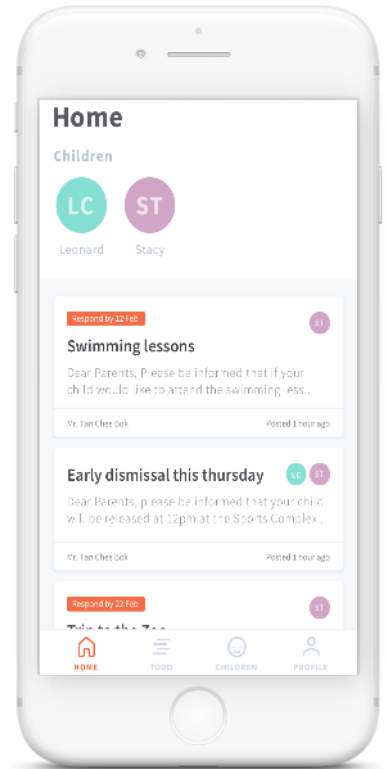 Home
Children
LC ST
Leonard Stacy
Respond by 12 Feb ST
Swimming lessons
Dear Parents, Please be informed that if your
child would like to attend the swimming less..
Mr. Tan Chee Bok Posted 1 hour ago
Early dismissal this thursday LC ST
Dear Parents, please be informed that your child
will be released at 12pm at the Sports Complex..
Mr. Tan Chee Bok Posted 1 hour ago
Respond by 22 Feb ST
Trip to the Zoo
HOME TODO CHILDREN PROFILE